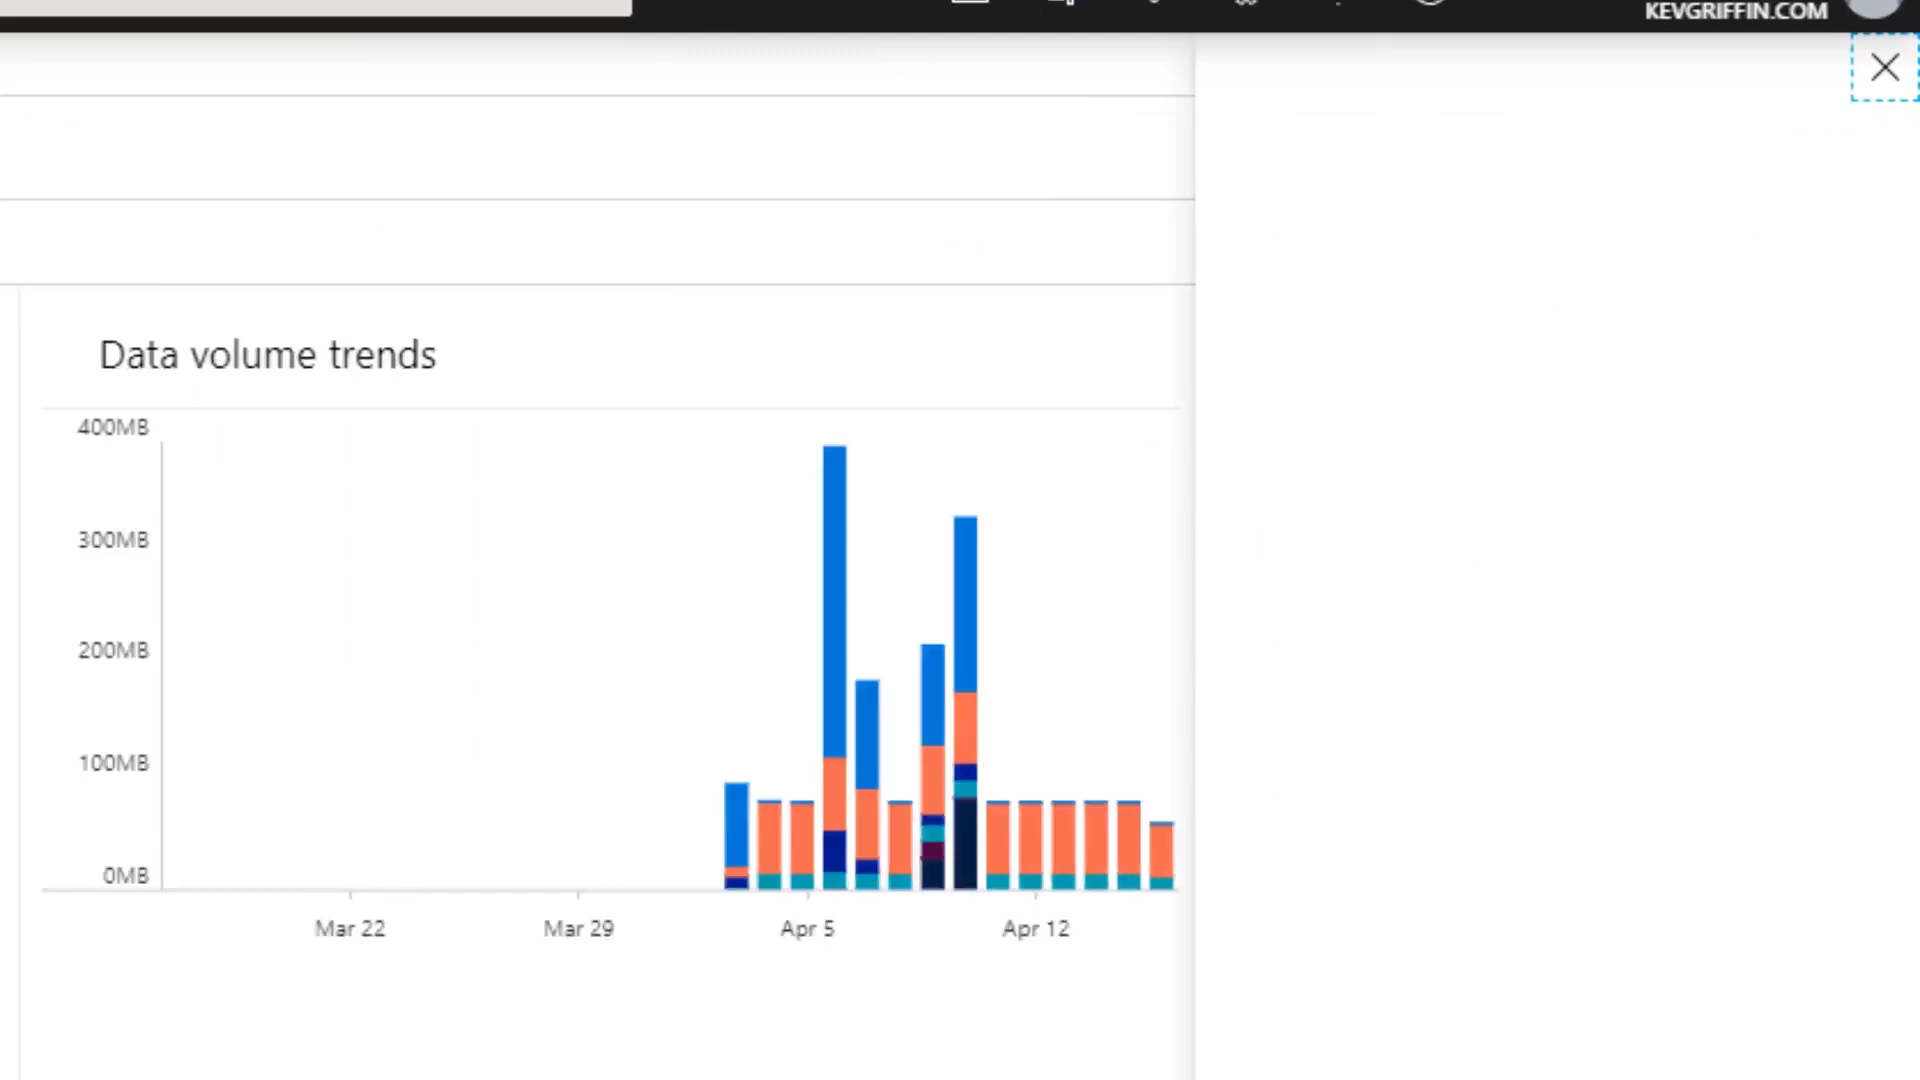 KEVGRIFFIN.COM
Data volume trends
400MB
300MB
200MB
100MB
0MB
Mar 22 Mar 29 Apr 5 Apr 12